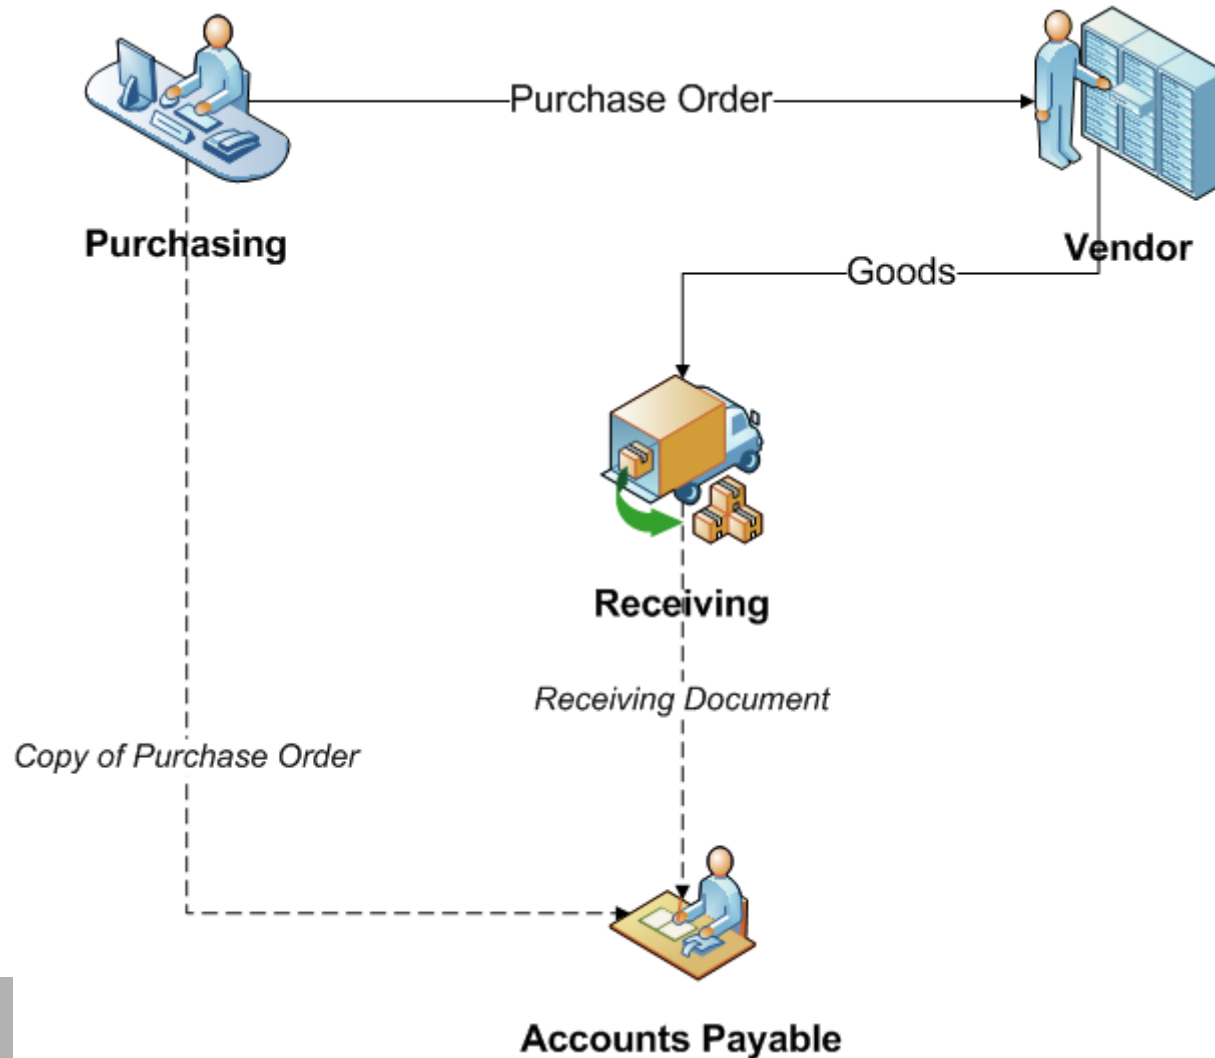 Purchase Order
Purchasing
Vendor
Goods
Receiving
Receiving Document
Copy of Purchase Order
Accounts Payable